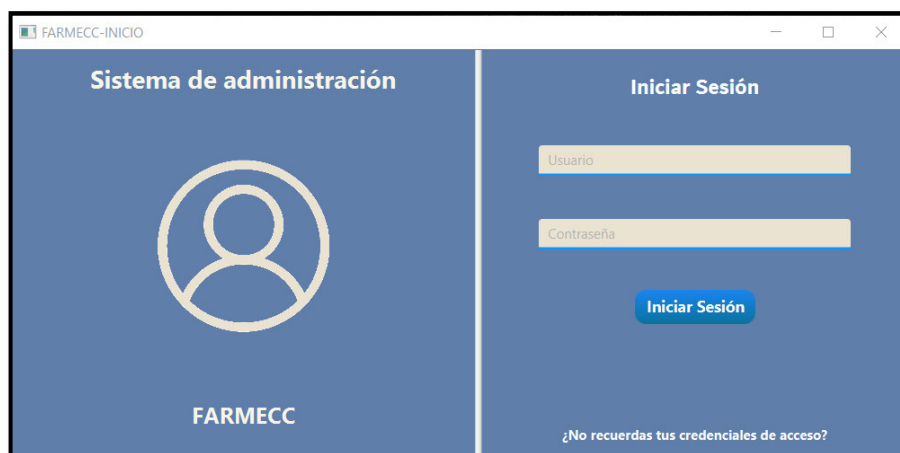 FARMECC-INICIO
Sistema de administración
FARMECC
Iniciar Sesión
Usuario
Contraseña
Iniciar Sesión
¿No recuerdas tus credenciales de acceso?